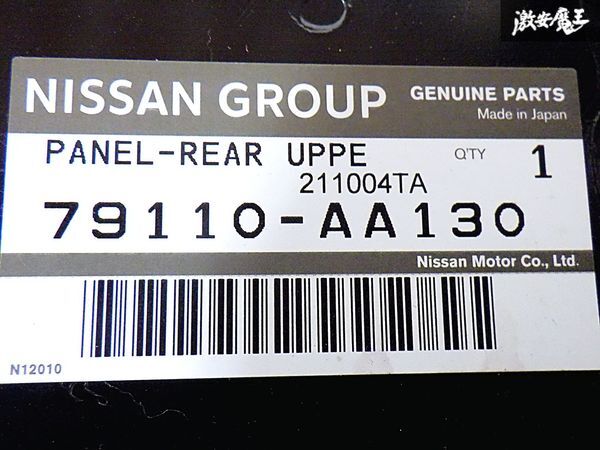 激安魔王
NISSAN GROUP GENUINE PARTS
Made in Japan
PANEL-REAR UPPE Q'TY 1
211004TA
79110-AA130
Nissan Motor Co., Ltd.
N12010